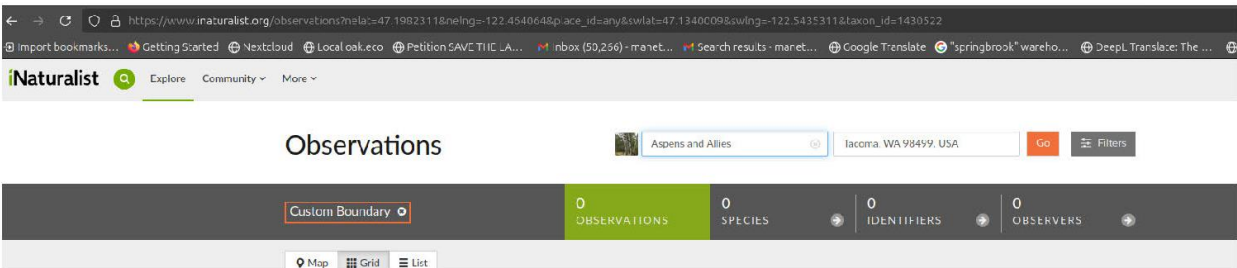 https://www.inaturalist.org/observations?nelat=47.1982311&nelng=-122.464064&place_id=any&swlat=47.1340009&swlng=-122.5435311&taxon_id=1430522
Import bookmarks... Getting Started Nextcloud Local oak.eco Petition SAVE THE LA... Inbox (50,256) - manet... Search results - manet... Google Translate "springbrook" wareho... DeepL Translate: The ...
iNaturalist Explore Community More
Observations Aspens and Allies Tacoma, WA 98499, USA Go Filters
Custom Boundary
0 0 0 0
OBSERVATIONS SPECIES IDENTIFIERS OBSERVERS
Map Grid List